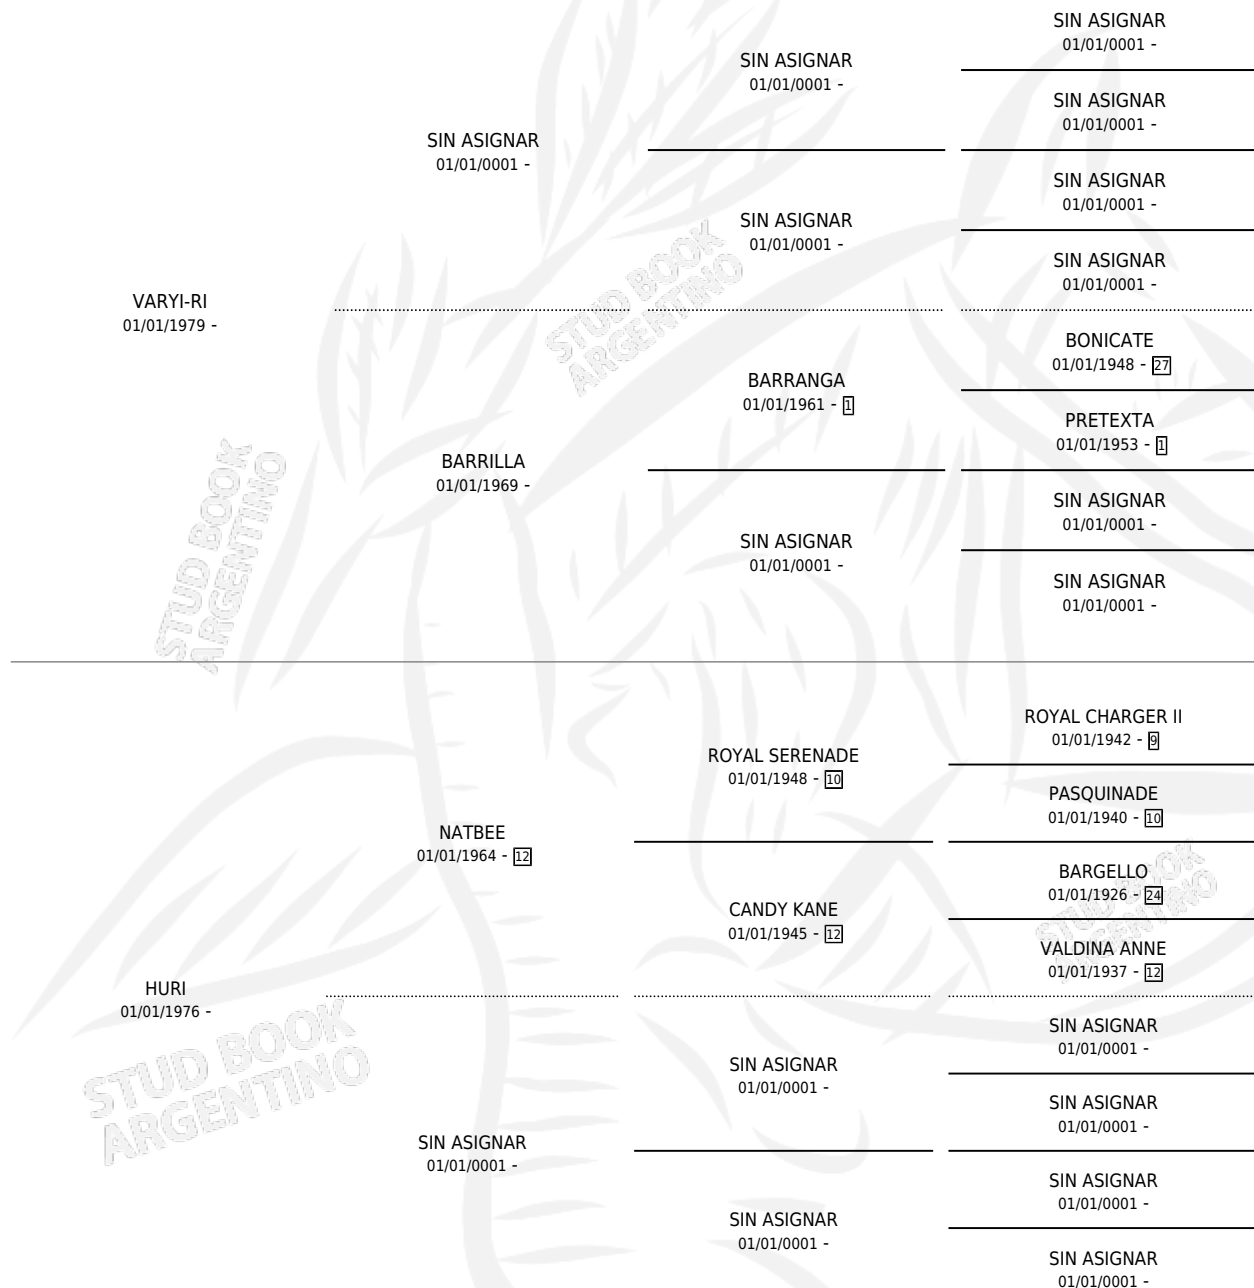 SIN ASIGNAR
01/01/0001 -
SIN ASIGNAR
01/01/0001 -
SIN ASIGNAR
01/01/0001 -
SIN ASIGNAR
01/01/0001 -
SIN ASIGNAR
01/01/0001 -
SIN ASIGNAR
01/01/0001 -
SIN ASIGNAR
01/01/0001 -
STUD BOOK
ARGENTINO
VARYI-RI
01/01/1979 -
BONICATE
01/01/1948 - 27
BARRANGA
01/01/1961 - 1
PRETEXTA
01/01/1953 - 1
BARRILLA
01/01/1969 -
STUD BOOK
ARGENTINO
SIN ASIGNAR
01/01/0001 -
SIN ASIGNAR
01/01/0001 -
SIN ASIGNAR
01/01/0001 -
ROYAL CHARGER II
01/01/1942 - 9
ROYAL SERENADE
01/01/1948 - 10
PASQUINADE
01/01/1940 - 10
NATBEE
01/01/1964 - 12
BARGELLO
01/01/1926 - 24
CANDY KANE
01/01/1945 - 12
STUD BOOK
ARGENTINO
VALDINA ANNE
01/01/1937 - 12
HURI
01/01/1976 -
STUD BOOK
ARGENTINO
SIN ASIGNAR
01/01/0001 -
SIN ASIGNAR
01/01/0001 -
SIN ASIGNAR
01/01/0001 -
SIN ASIGNAR
01/01/0001 -
SIN ASIGNAR
01/01/0001 -
SIN ASIGNAR
01/01/0001 -
SIN ASIGNAR
01/01/0001 -